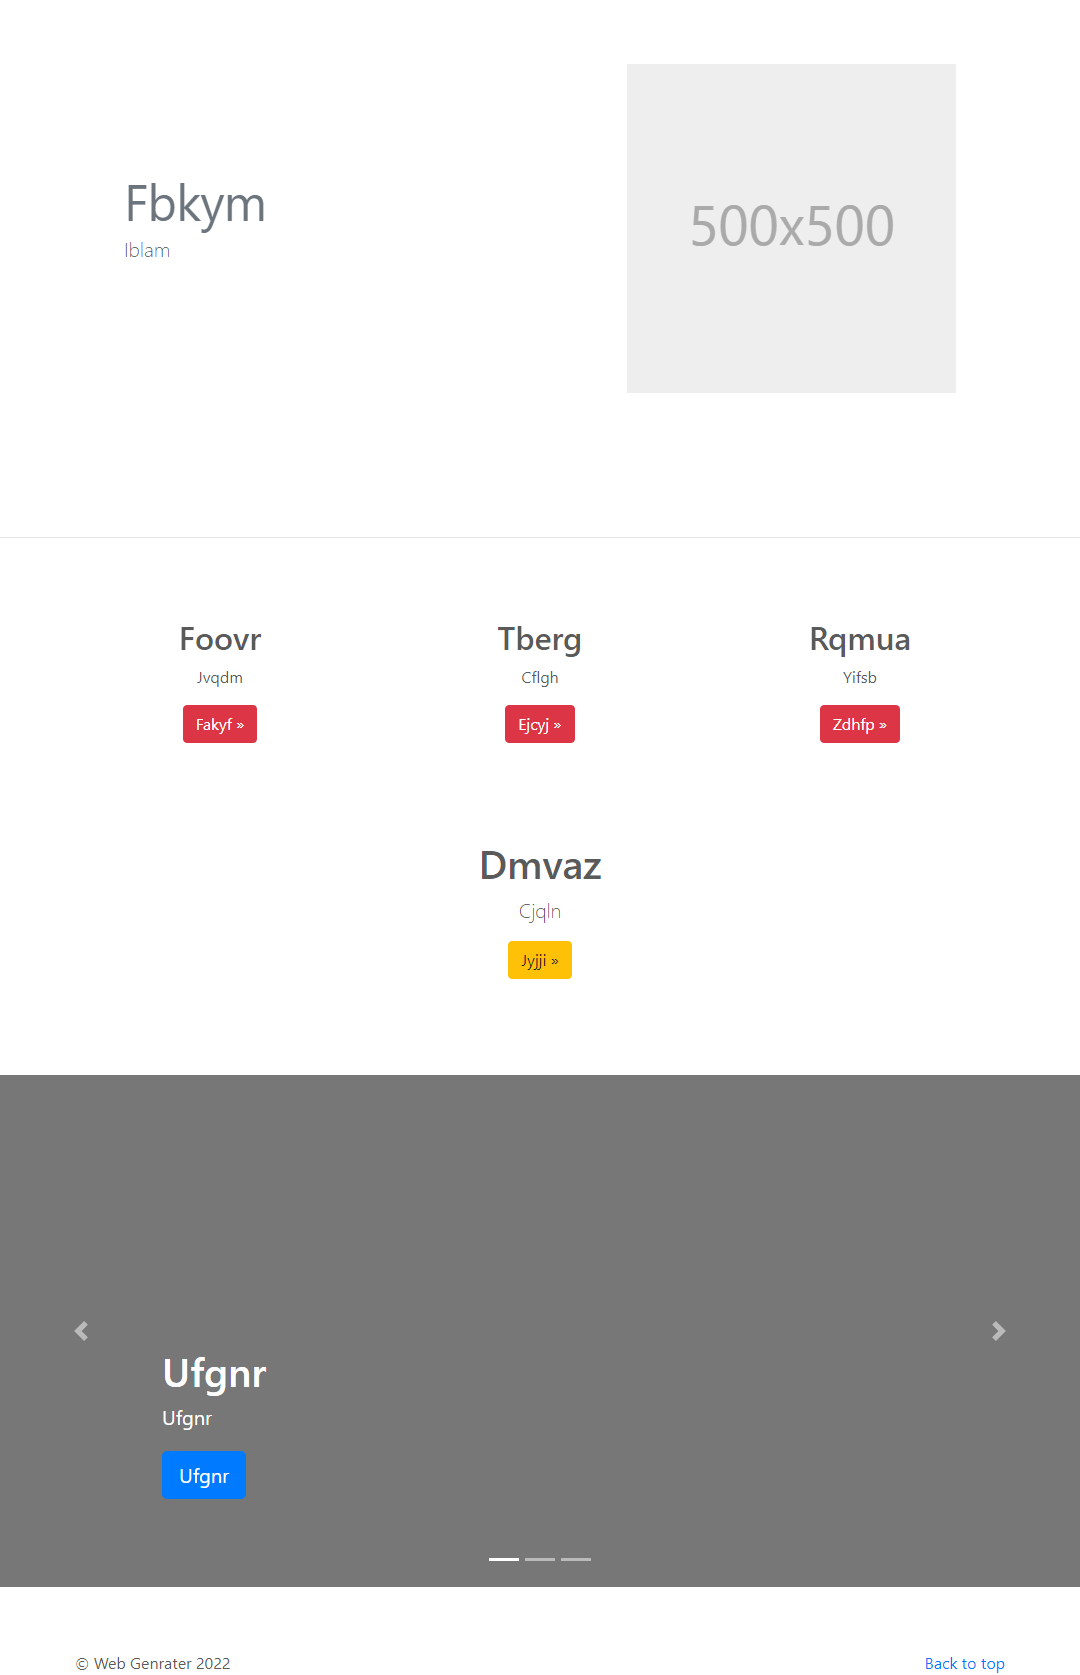 Fbkym
Iblam
500x500
Foovr
Jvqdm
Fakyf »
Tberg
Cflgh
Ejcyj »
Rqmua
Yifsb
Zdhfp »
Dmvaz
Cjqln
Jyjji »
Ufgnr
Ufgnr
Ufgnr
© Web Genrater 2022
Back to top